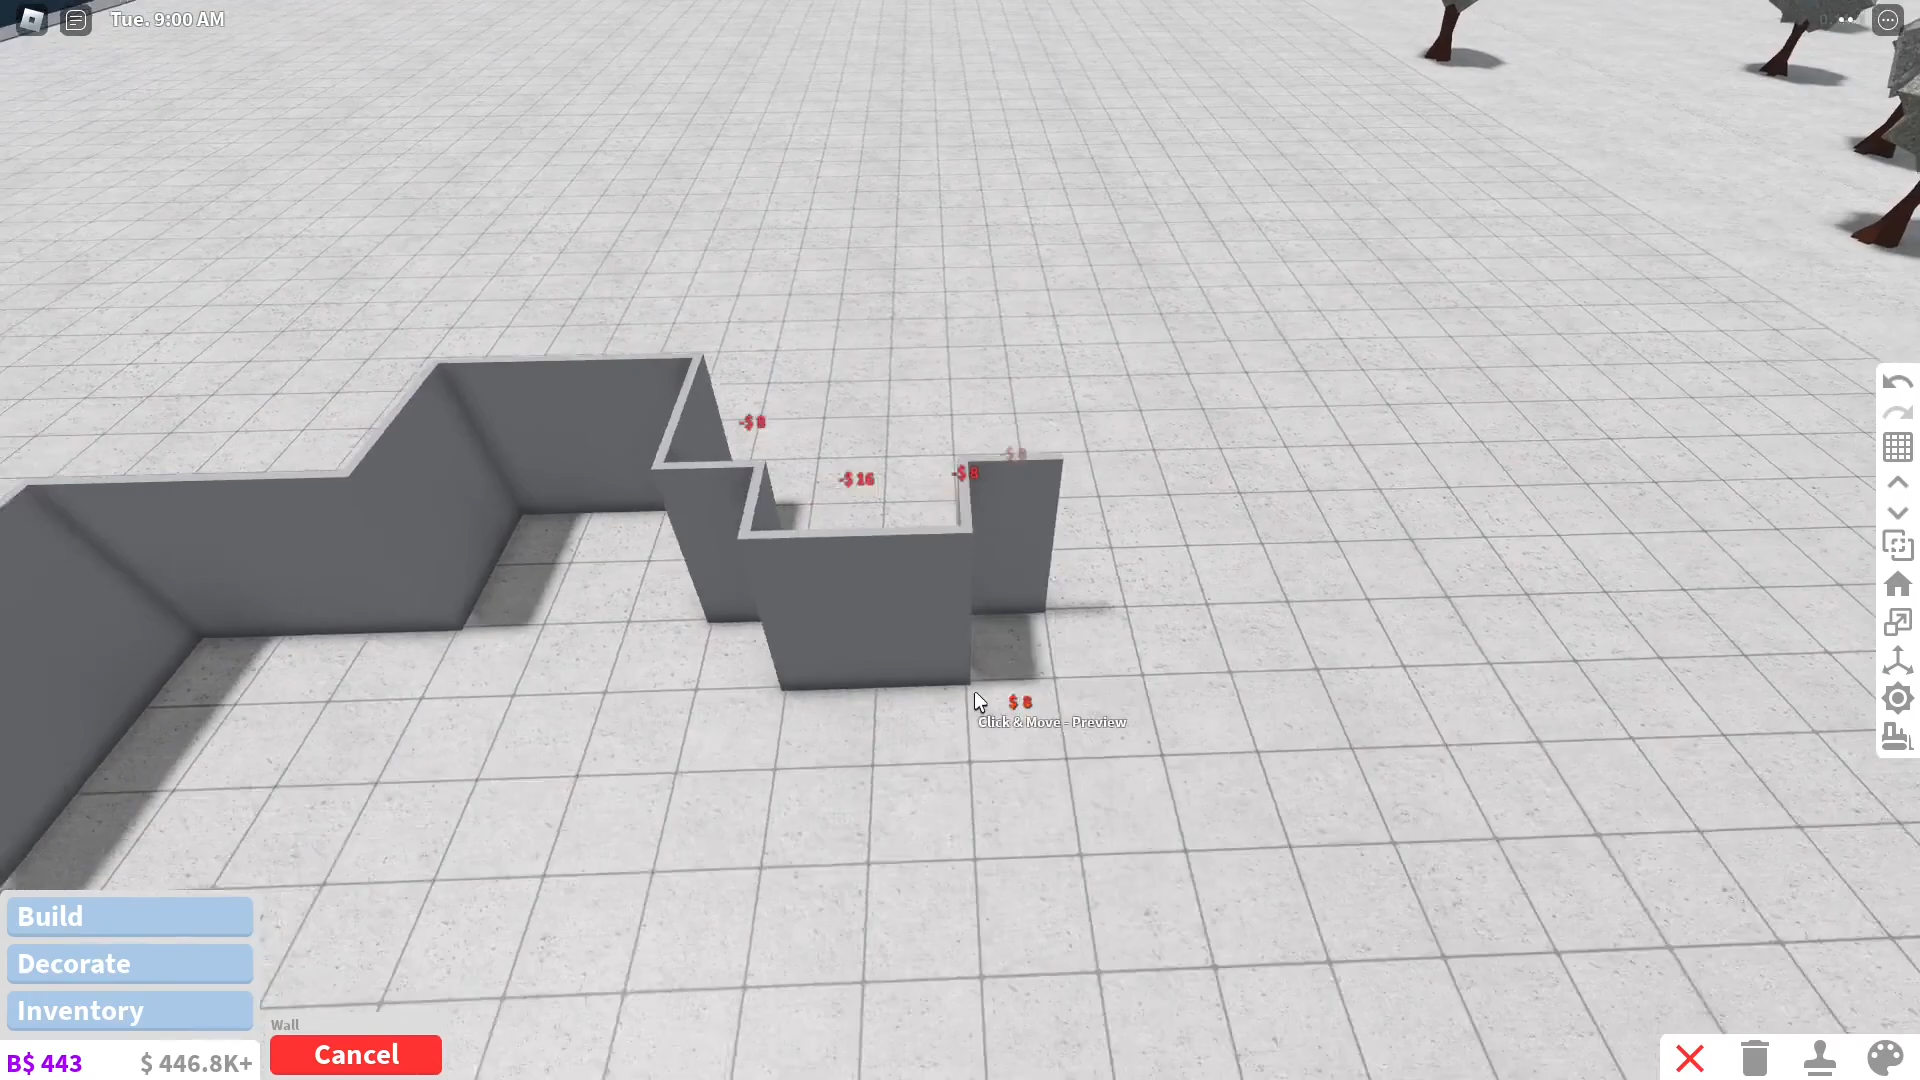 Tue. 9:00 AM
-$ 8
-$ 8
-$ 16
-$ 8
$ 8
Click & Move - Preview
Build
Decorate
Inventory
Wall
Cancel
B$ 443
$ 446.8K+